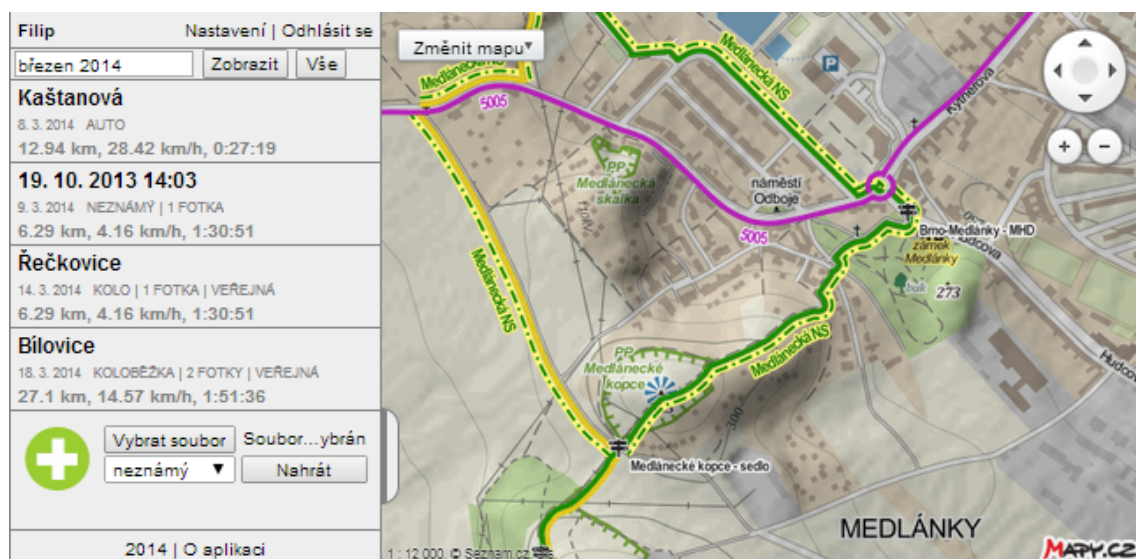 Filip
Nastavení | Odhlásit se
březen 2014
Zobrazit
Vše
Kaštanová
8. 3. 2014 AUTO
12.94 km, 28.42 km/h, 0:27:19
19. 10. 2013 14:03
9. 3. 2014 NEZNÁMÝ | 1 FOTKA
6.29 km, 4.16 km/h, 1:30:51
Řečkovice
14. 3. 2014 KOLO | 1 FOTKA | VEŘEJNÁ
6.29 km, 4.16 km/h, 1:30:51
Bílovice
18. 3. 2014 KOLOBĚŽKA | 2 FOTKY | VEŘEJNÁ
27.1 km, 14.57 km/h, 1:51:36
Vybrat soubor
Soubor...ybrán
neznámý
Nahrát
2014 | O aplikaci
Změnit mapu
Medlánecká NS
5005
Medlánecká NS
P
Kytnerova
PP
Medlánecká
skalka
náměstí
Odboje
5005
Brno-Medlánky - MHD
zámek
Medlánky
Hudcova
buk
273
Medlánecká NS
Medlánecká NS
PP
Medlánecké
kopce
300
Hudcova
Medlánecké kopce - sedlo
MEDLÁNKY
1 : 12 000, © Seznam.cz
MAPY.CZ